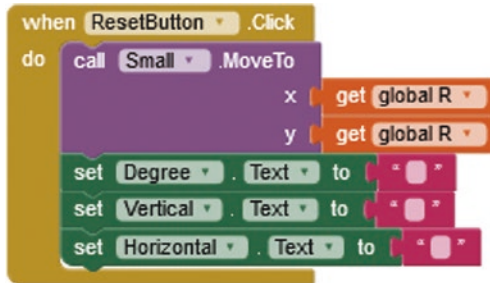 when ResetButton .Click
do call Small .MoveTo
x get global R
y get global R
set Degree . Text to " "
set Vertical . Text to " "
set Horizontal . Text to " "